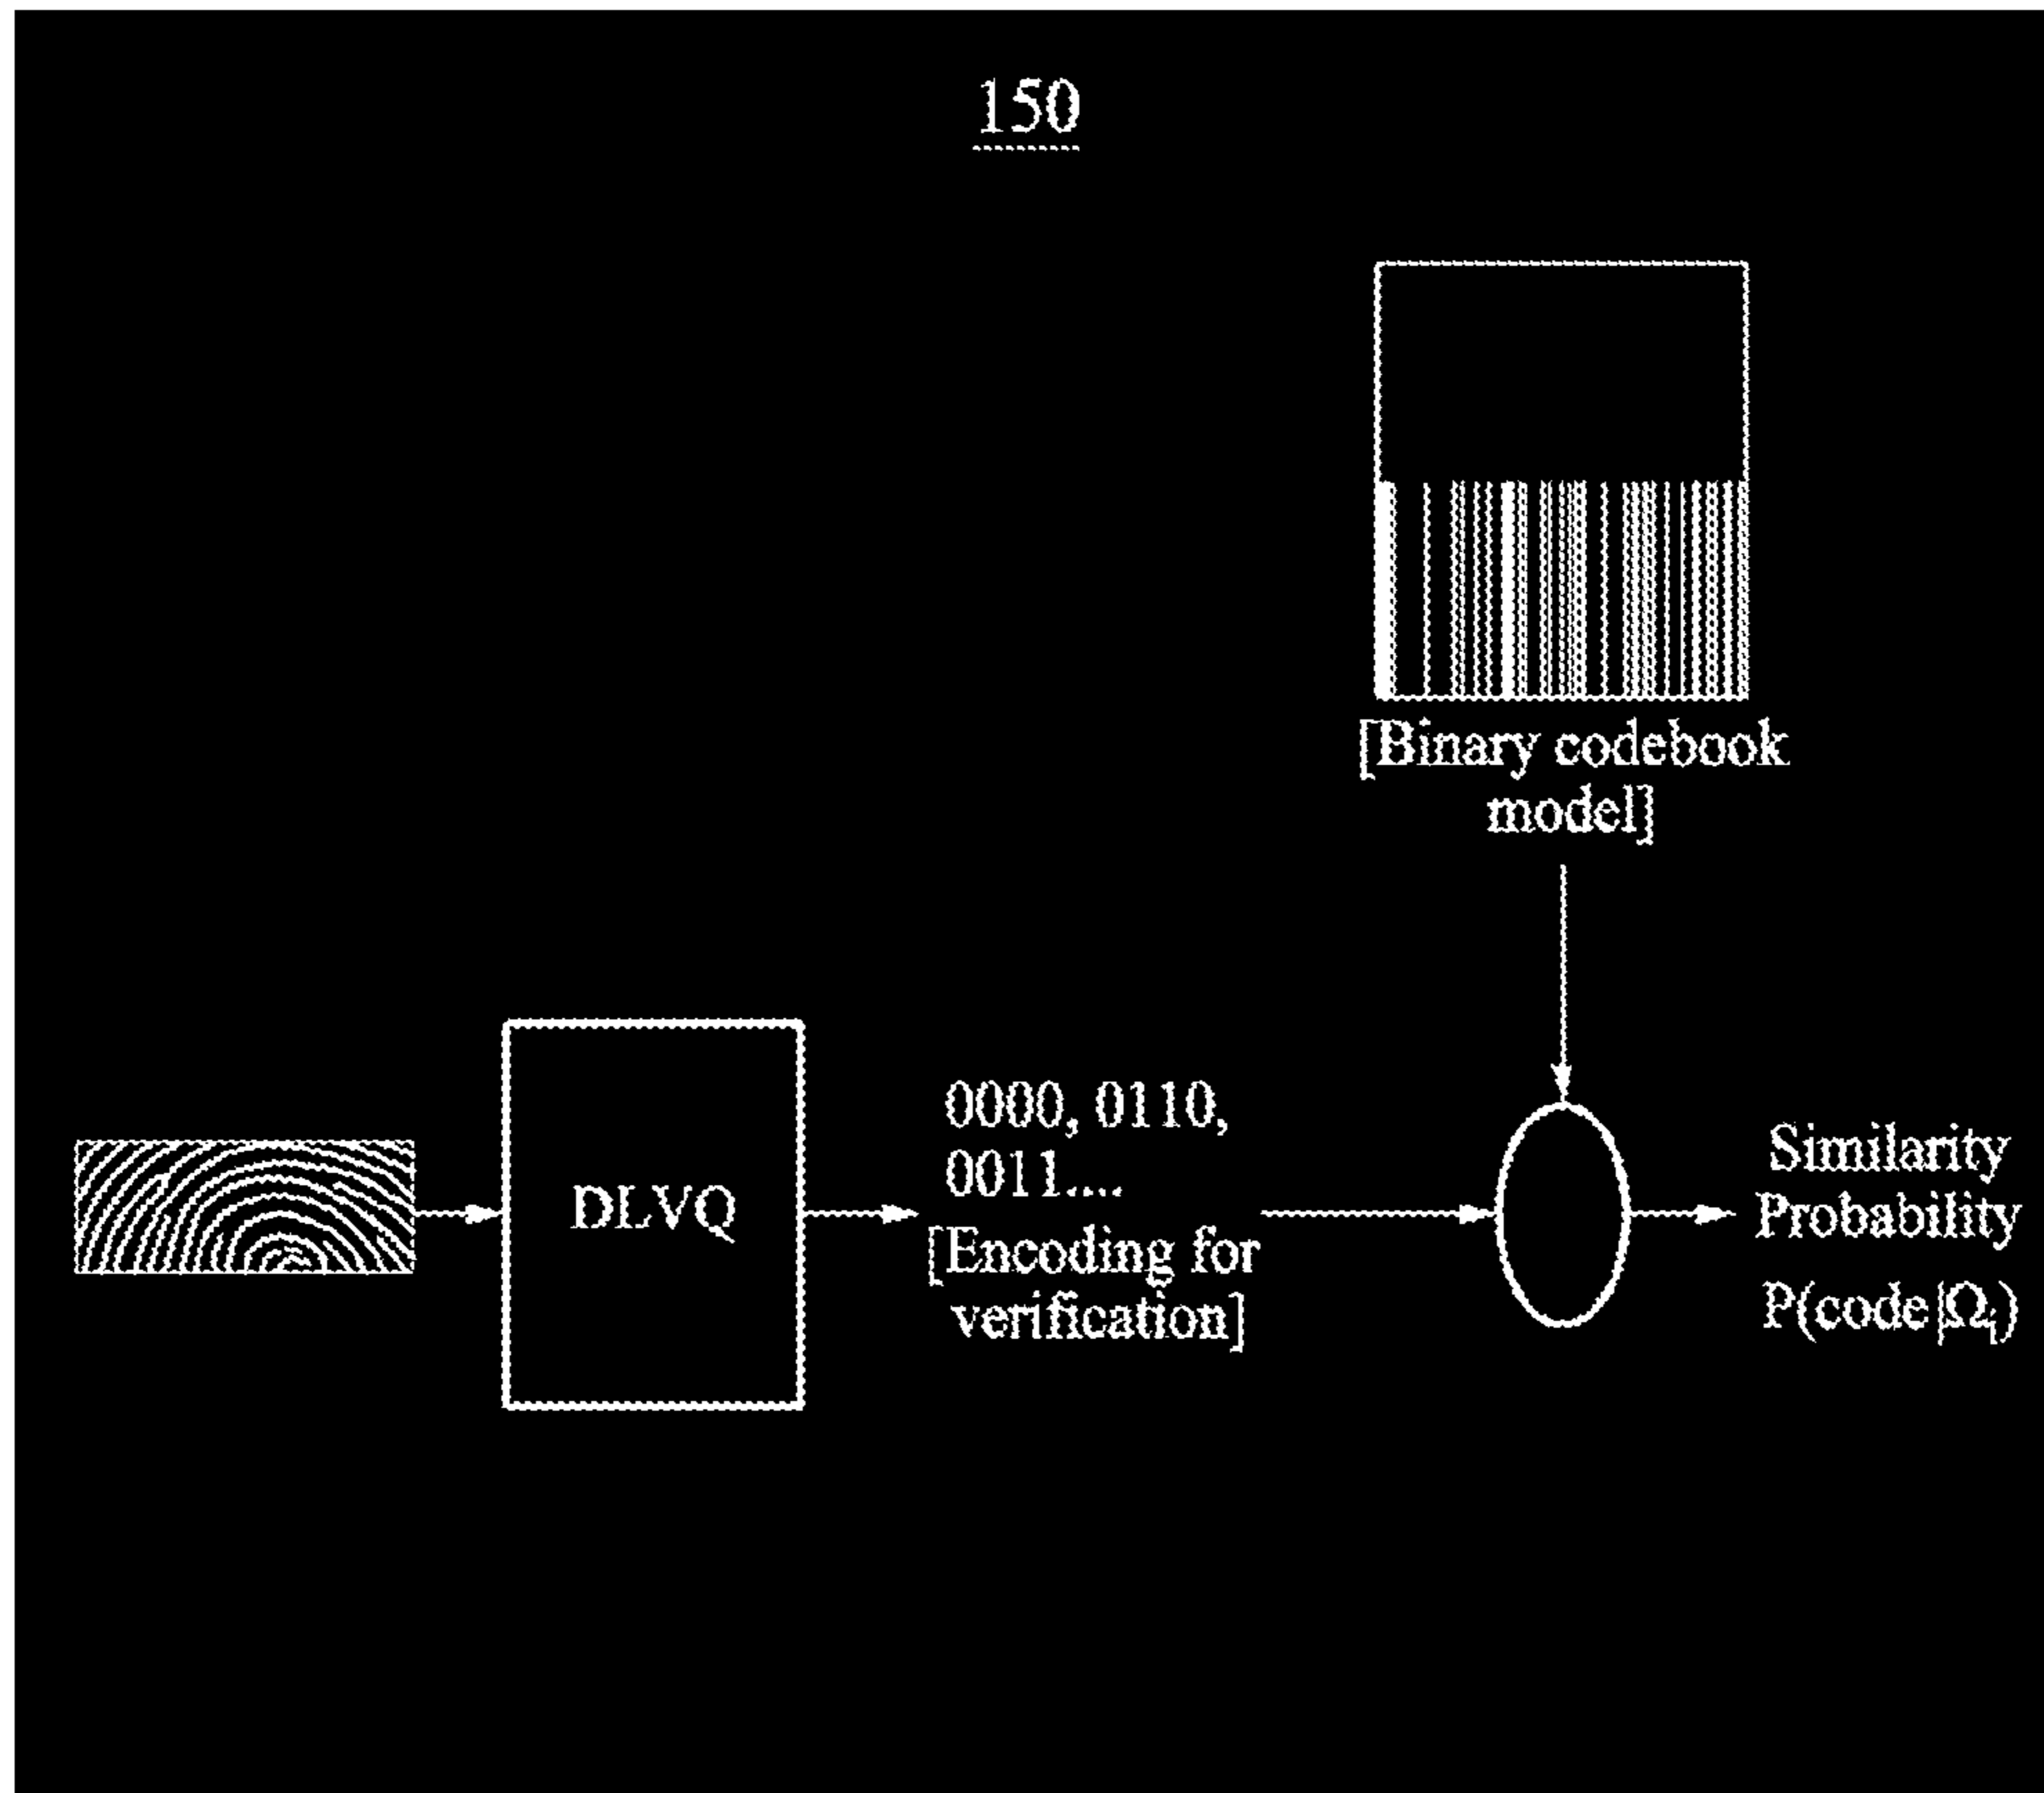 150
[Binary codebook
model]
0000, 0110,
0011....
[Encoding for
verification]
DLVQ
Similarity
Probability
P(code|Ωᵢ)